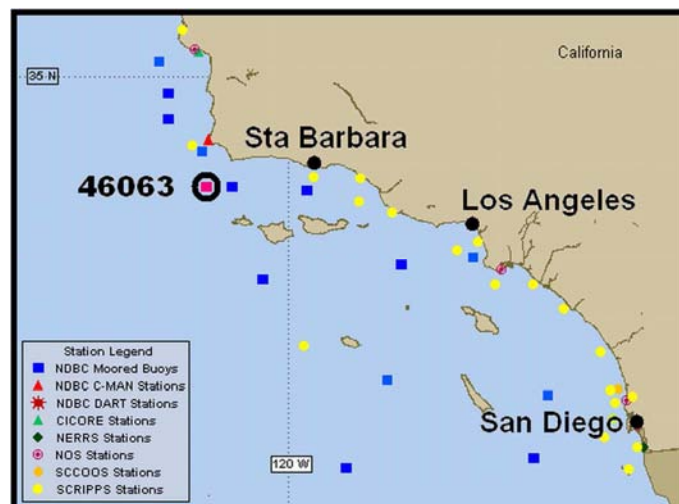 California
35 N
Sta Barbara
46063
Los Angeles
Station Legend
NDBC Moored Buoys
NDBC C-MAN Stations
NDBC DART Stations
CICORE Stations
NERRS Stations
NOS Stations
SCCOOS Stations
SCRIPPS Stations
San Diego
120 W